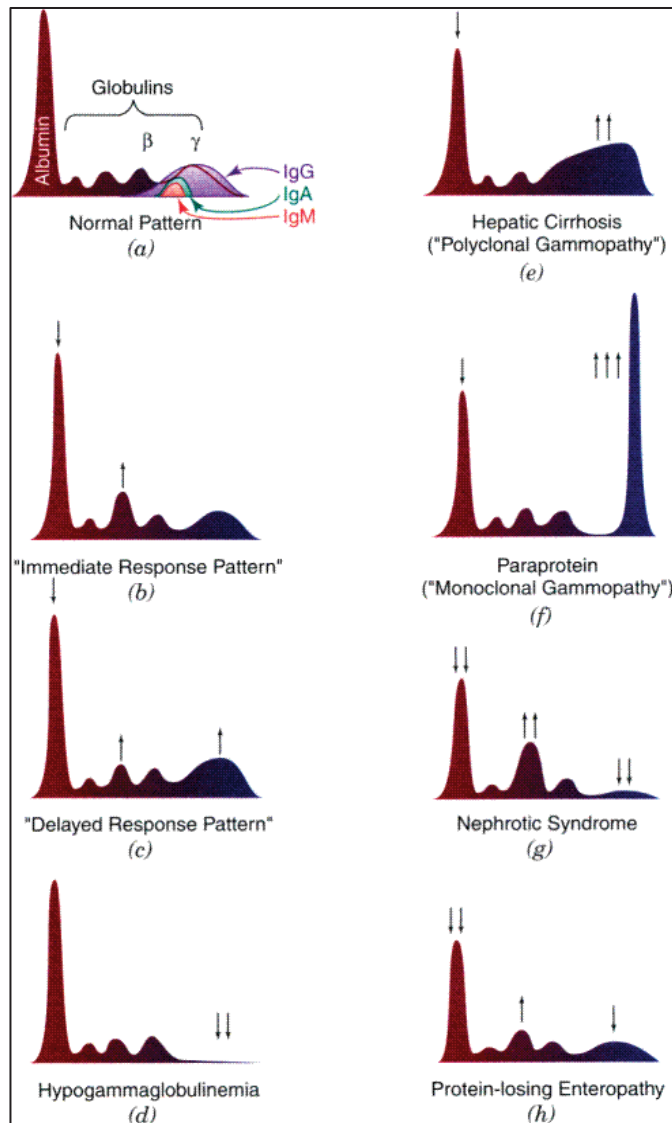 Albumin
Globulins
β γ
IgG
IgA
IgM
Normal Pattern
(a)
"Immediate Response Pattern"
(b)
"Delayed Response Pattern"
(c)
Hypogammaglobulinemia
(d)
Hepatic Cirrhosis
("Polyclonal Gammopathy")
(e)
Paraprotein
("Monoclonal Gammopathy")
(f)
Nephrotic Syndrome
(g)
Protein-losing Enteropathy
(h)